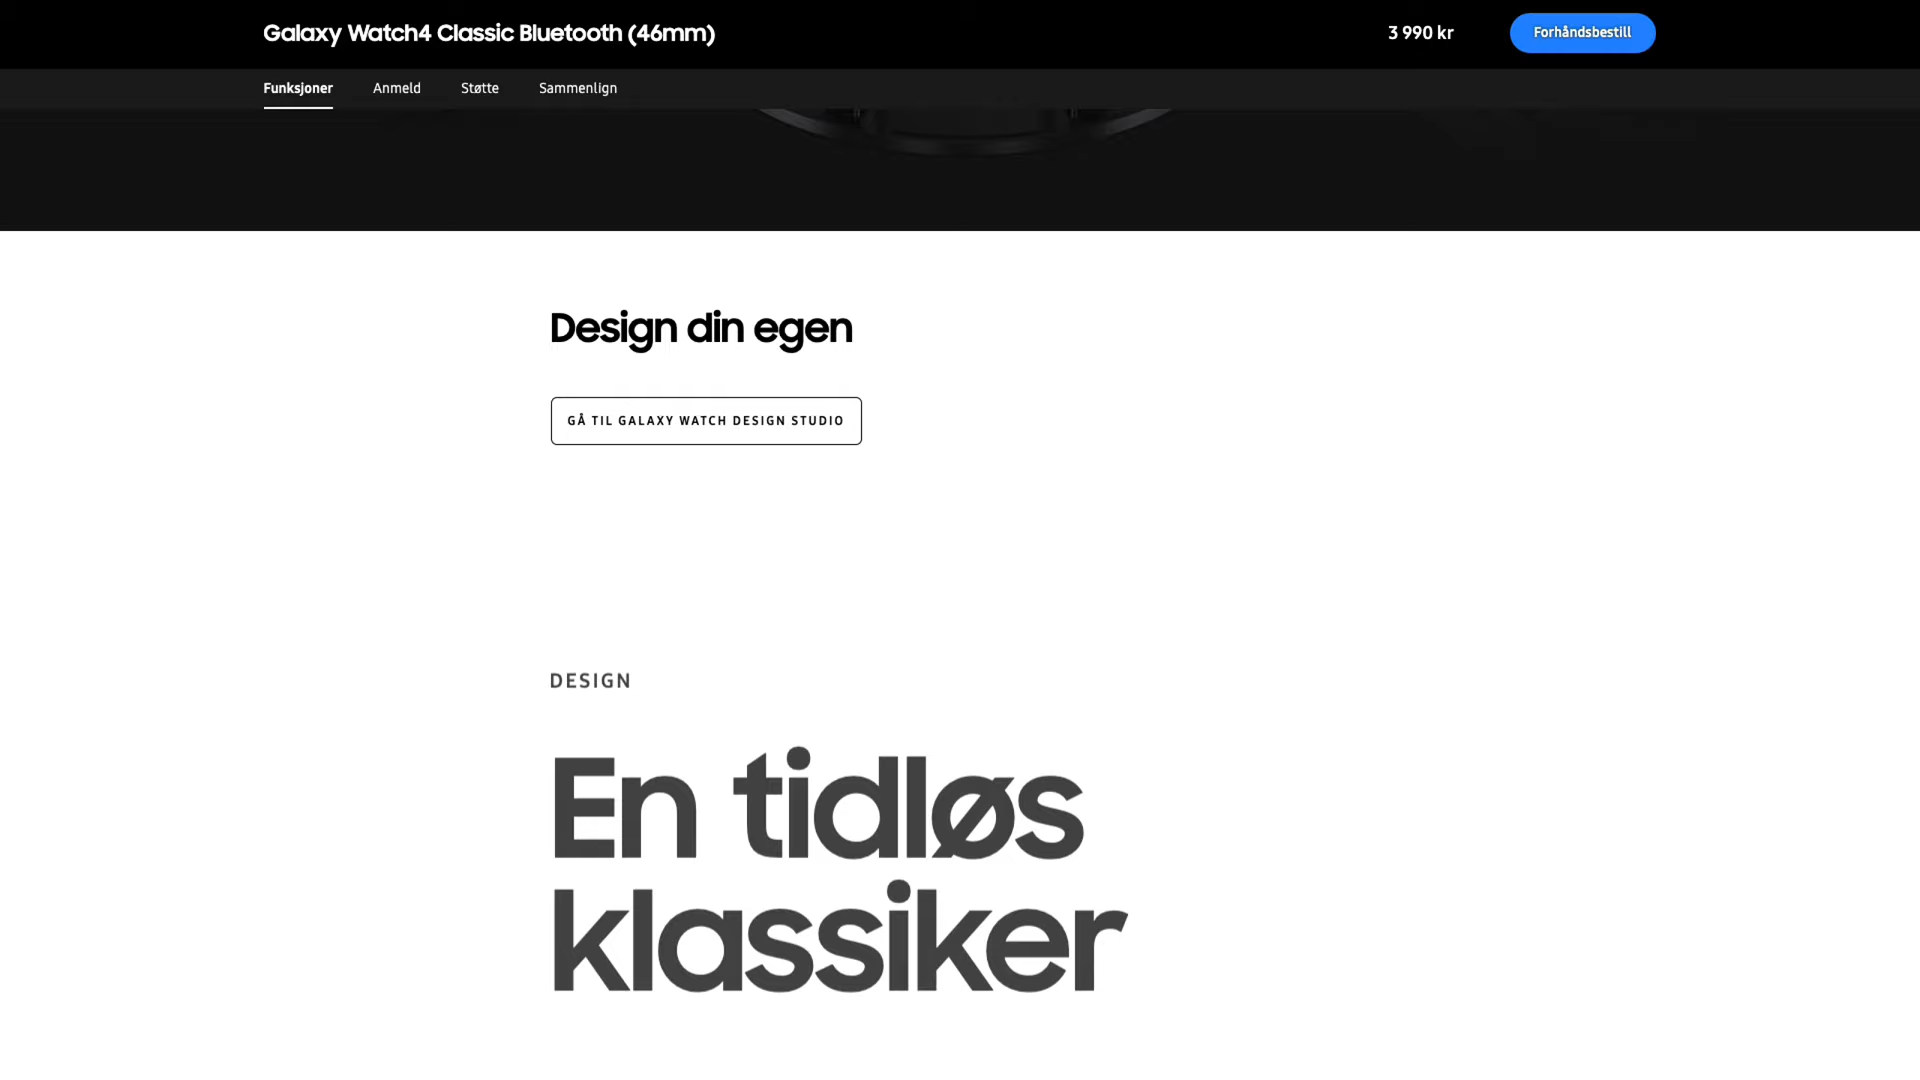 Galaxy Watch4 Classic Bluetooth (46mm)
3 990 kr
Forhåndsbestill
Funksjoner
Anmeld
Støtte
Sammenlign
Design din egen
GÅ TIL GALAXY WATCH DESIGN STUDIO
DESIGN
En tidløs
klassiker